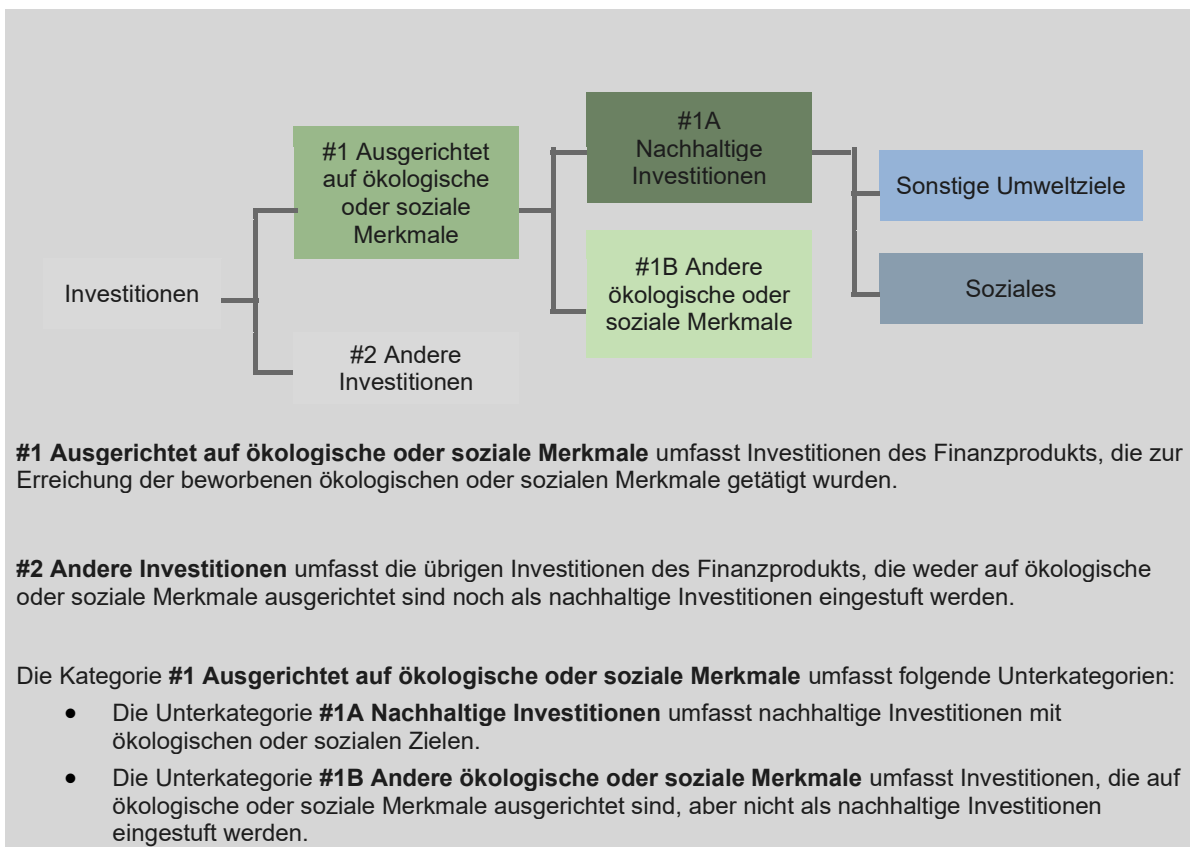 #1 Ausgerichtet
auf ökologische
oder soziale
Merkmale
#1A
Nachhaltige
Investitionen
Sonstige Umweltziele
Investitionen
#1B Andere
ökologische oder
soziale Merkmale
Soziales
#2 Andere
Investitionen
#1 Ausgerichtet auf ökologische oder soziale Merkmale umfasst Investitionen des Finanzprodukts, die zur
Erreichung der beworbenen ökologischen oder sozialen Merkmale getätigt wurden.
#2 Andere Investitionen umfasst die übrigen Investitionen des Finanzprodukts, die weder auf ökologische
oder soziale Merkmale ausgerichtet sind noch als nachhaltige Investitionen eingestuft werden.
Die Kategorie #1 Ausgerichtet auf ökologische oder soziale Merkmale umfasst folgende Unterkategorien:
• Die Unterkategorie #1A Nachhaltige Investitionen umfasst nachhaltige Investitionen mit
ökologischen oder sozialen Zielen.
• Die Unterkategorie #1B Andere ökologische oder soziale Merkmale umfasst Investitionen, die auf
ökologische oder soziale Merkmale ausgerichtet sind, aber nicht als nachhaltige Investitionen
eingestuft werden.